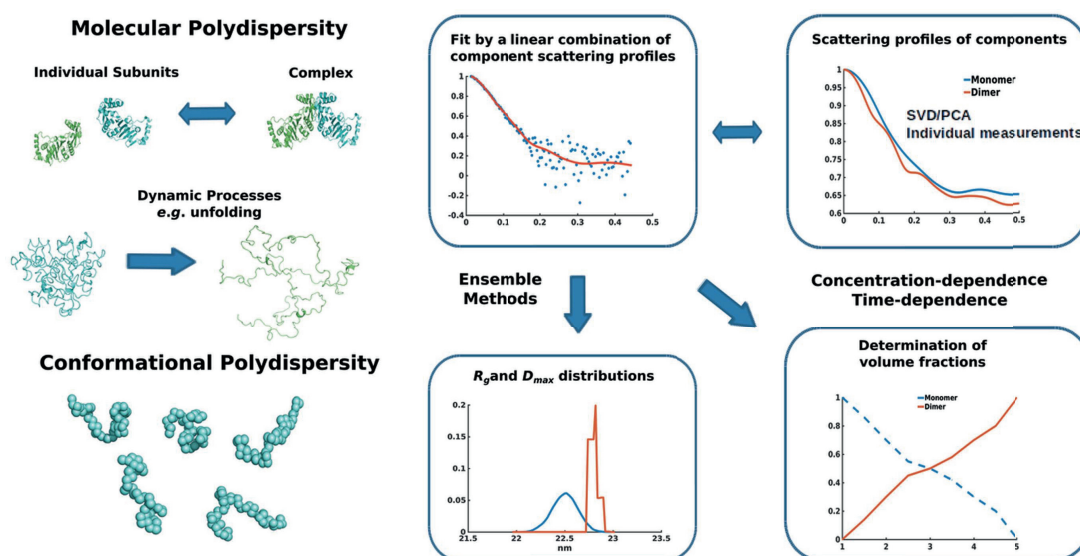 Molecular Polydispersity
Individual Subunits
Complex
Dynamic Processes
e.g. unfolding
Conformational Polydispersity
Fit by a linear combination of
component scattering profiles
1
0.8
0.6
0.4
0.2
0
-0.2
-0.4
0
0.1
0.2
0.3
0.4
0.5
Scattering profiles of components
Monomer
Dimer
SVD/PCA
Individual measurements
1
0.95
0.9
0.85
0.8
0.75
0.7
0.65
0.6
0
0.1
0.2
0.3
0.4
0.5
Ensemble
Methods
Concentration-dependence
Time-dependence
Rg and Dmax distributions
0.2
0.15
0.1
0.05
0
21.5
22
22.5
23
23.5
nm
Determination of
volume fractions
Monomer
Dimer
1
0.8
0.6
0.4
0.2
0
1
2
3
4
5